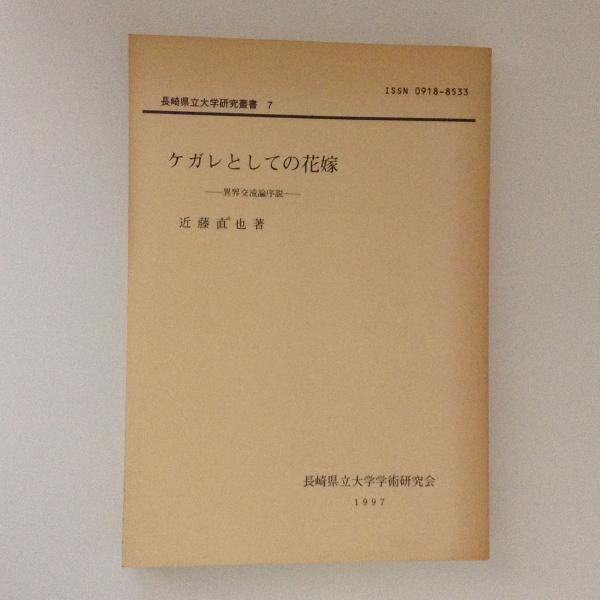 ISSN 0918-8533
長崎県立大学研究叢書 7
ケガレとしての花嫁
――異界交流論序説――
近藤直也著
長崎県立大学学術研究会
1997